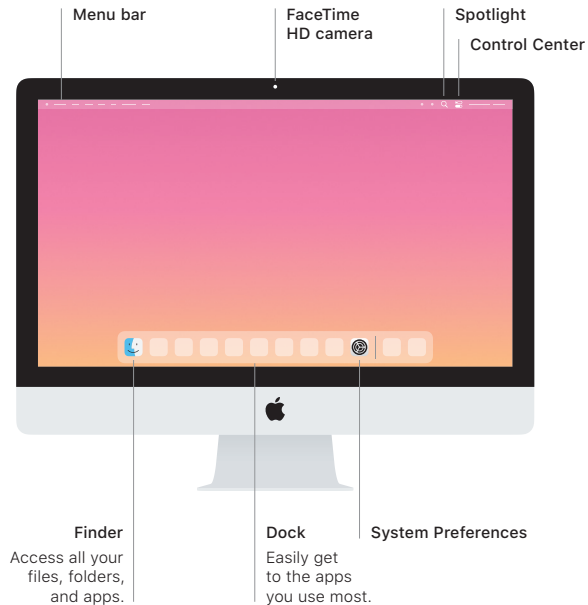 Menu bar
FaceTime
HD camera
Spotlight
Control Center
Finder
Access all your
files, folders,
and apps.
Dock
Easily get
to the apps
you use most.
System Preferences